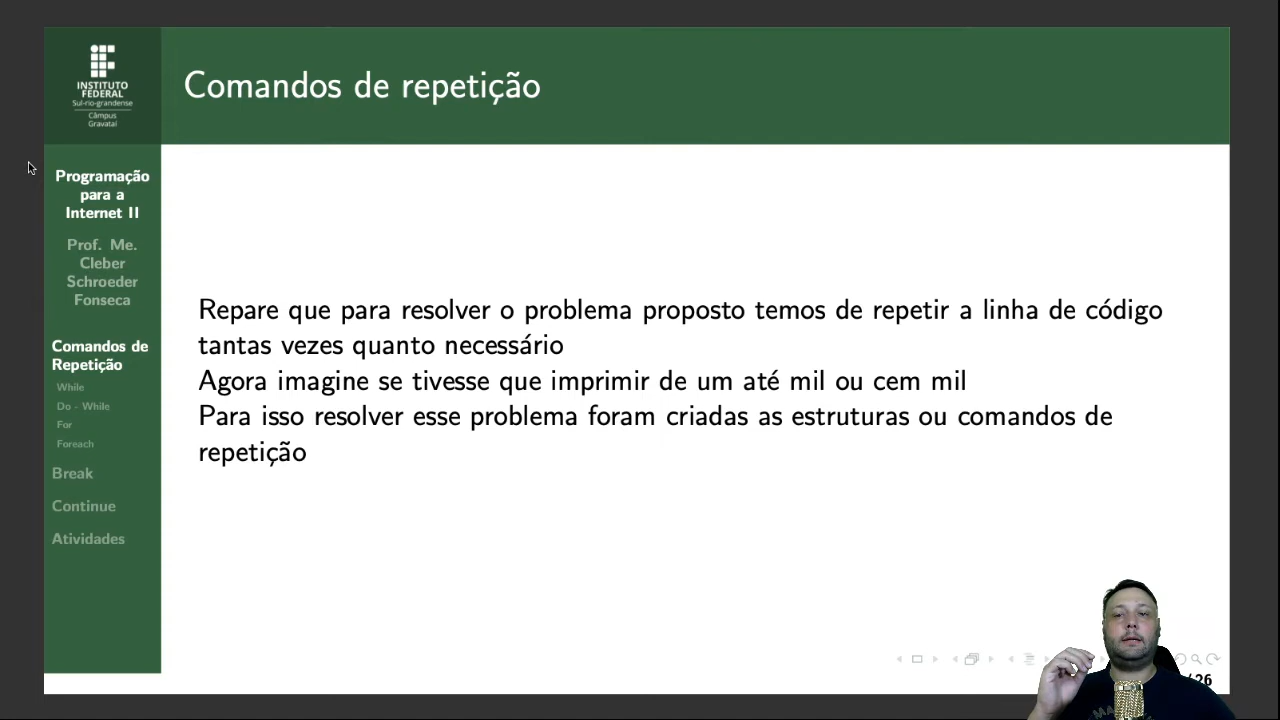 INSTITUTO
FEDERAL
Sul-rio-grandense
Câmpus
Gravataí
Comandos de repetição
Programação
para a
Internet II
Prof. Me.
Cleber
Schroeder
Fonseca
Comandos de
Repetição
While
Do - While
For
Foreach
Break
Continue
Atividades
Repare que para resolver o problema proposto temos de repetir a linha de código
tantas vezes quanto necessário
Agora imagine se tivesse que imprimir de um até mil ou cem mil
Para isso resolver esse problema foram criadas as estruturas ou comandos de
repetição
/26